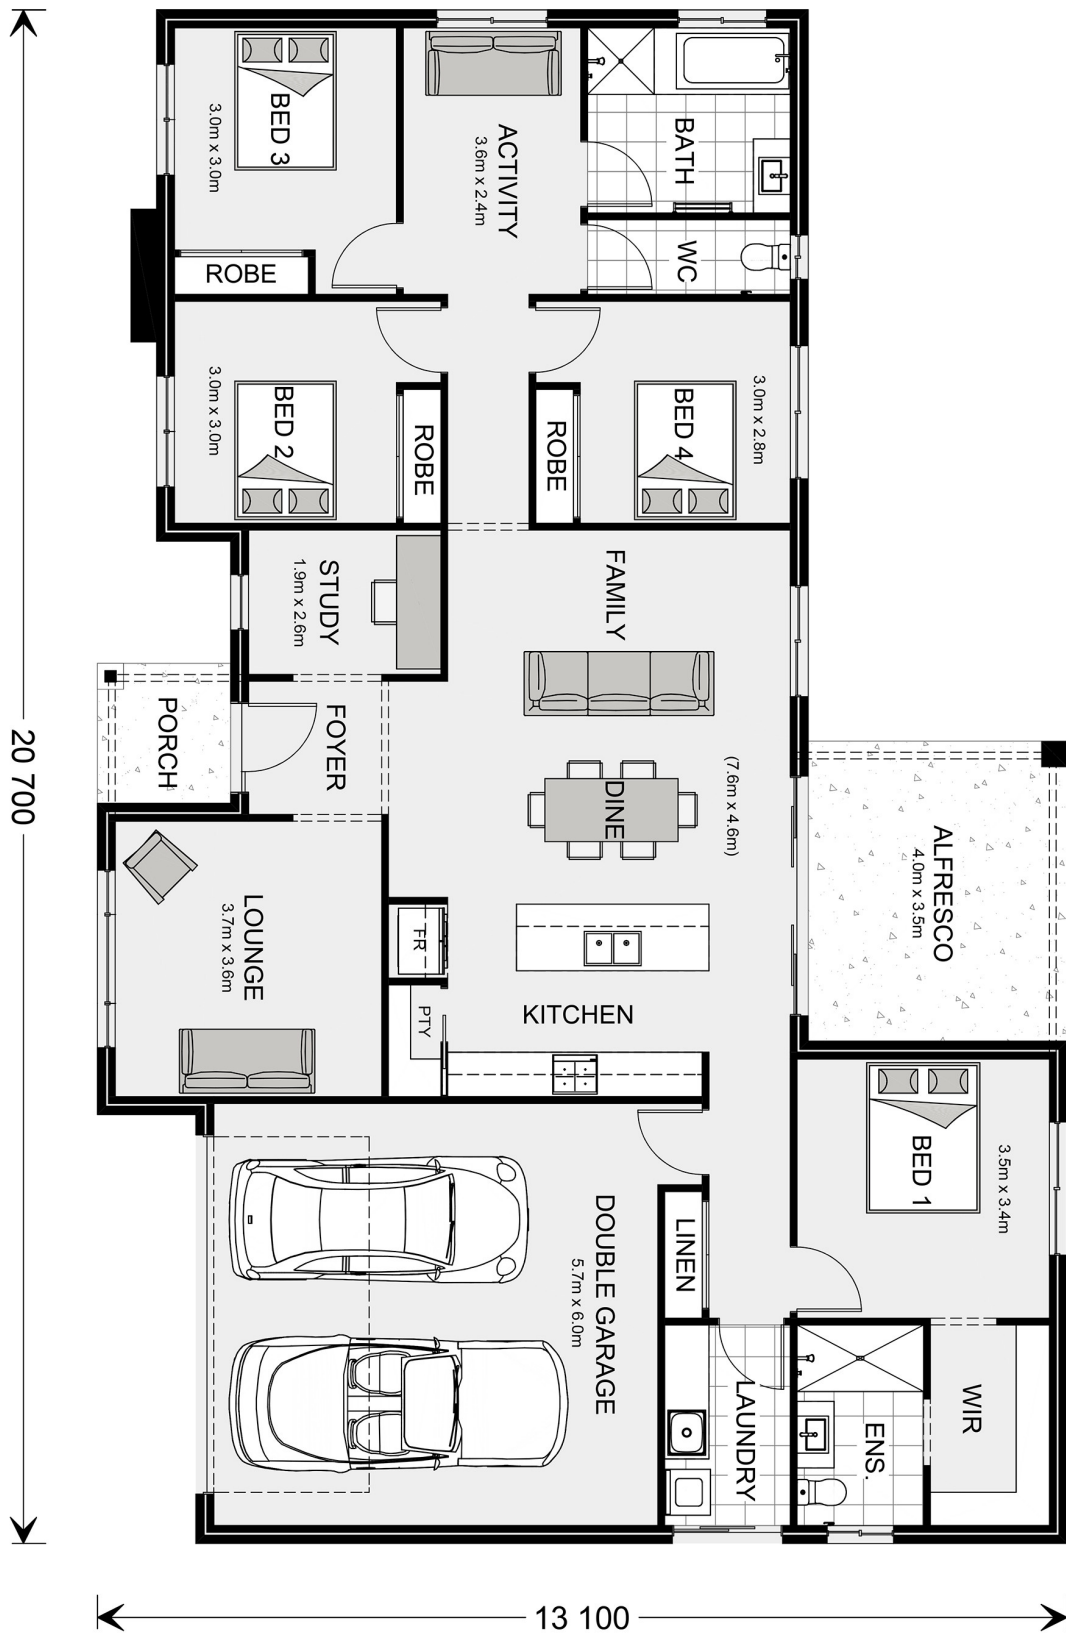 BED 3
3.0m x 3.0m
ROBE
ACTIVITY
3.6m x 2.4m
BATH
WC
BED 2
3.0m x 3.0m
ROBE
ROBE
BED 4
3.0m x 2.8m
STUDY
1.9m x 2.6m
FAMILY
PORCH
FOYER
DINE
(7.6m x 4.6m)
20 700
ALFRESCO
4.0m x 3.5m
LOUNGE
3.7m x 3.6m
FR
PTY
KITCHEN
BED 1
3.5m x 3.4m
DOUBLE GARAGE
5.7m x 6.0m
LINEN
LAUNDRY
ENS.
WIR
13 100